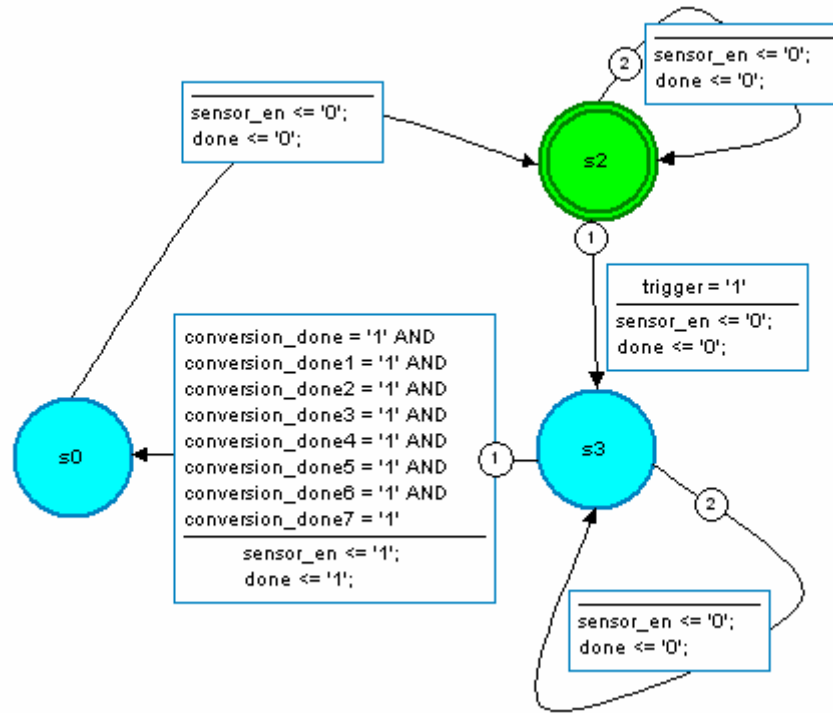 2
sensor_en <= '0';
done <= '0';
sensor_en <= '0';
done <= '0';
s2
1
trigger = '1'
sensor_en <= '0';
done <= '0';
conversion_done = '1' AND
conversion_done1 = '1' AND
conversion_done2 = '1' AND
conversion_done3 = '1' AND
conversion_done4 = '1' AND
conversion_done5 = '1' AND
conversion_done6 = '1' AND
conversion_done7 = '1'
sensor_en <= '1';
done <= '1';
s0
1
s3
2
sensor_en <= '0';
done <= '0';